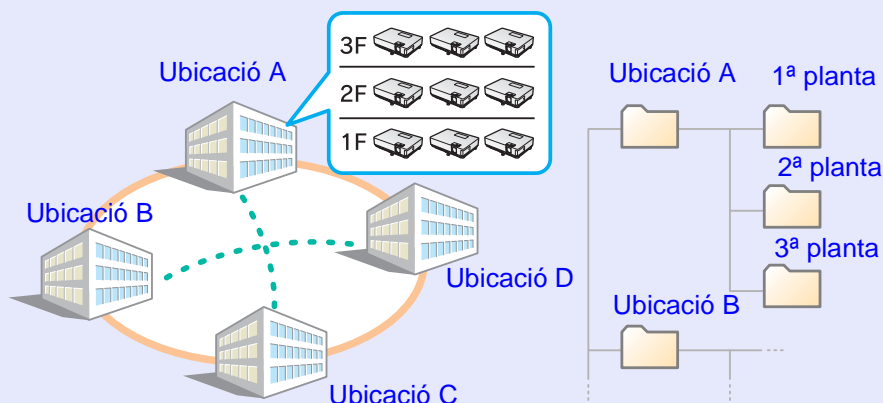 Ubicació A
3F
2F
1F
Ubicació B
Ubicació D
Ubicació C
Ubicació A
1ª planta
2ª planta
3ª planta
Ubicació B